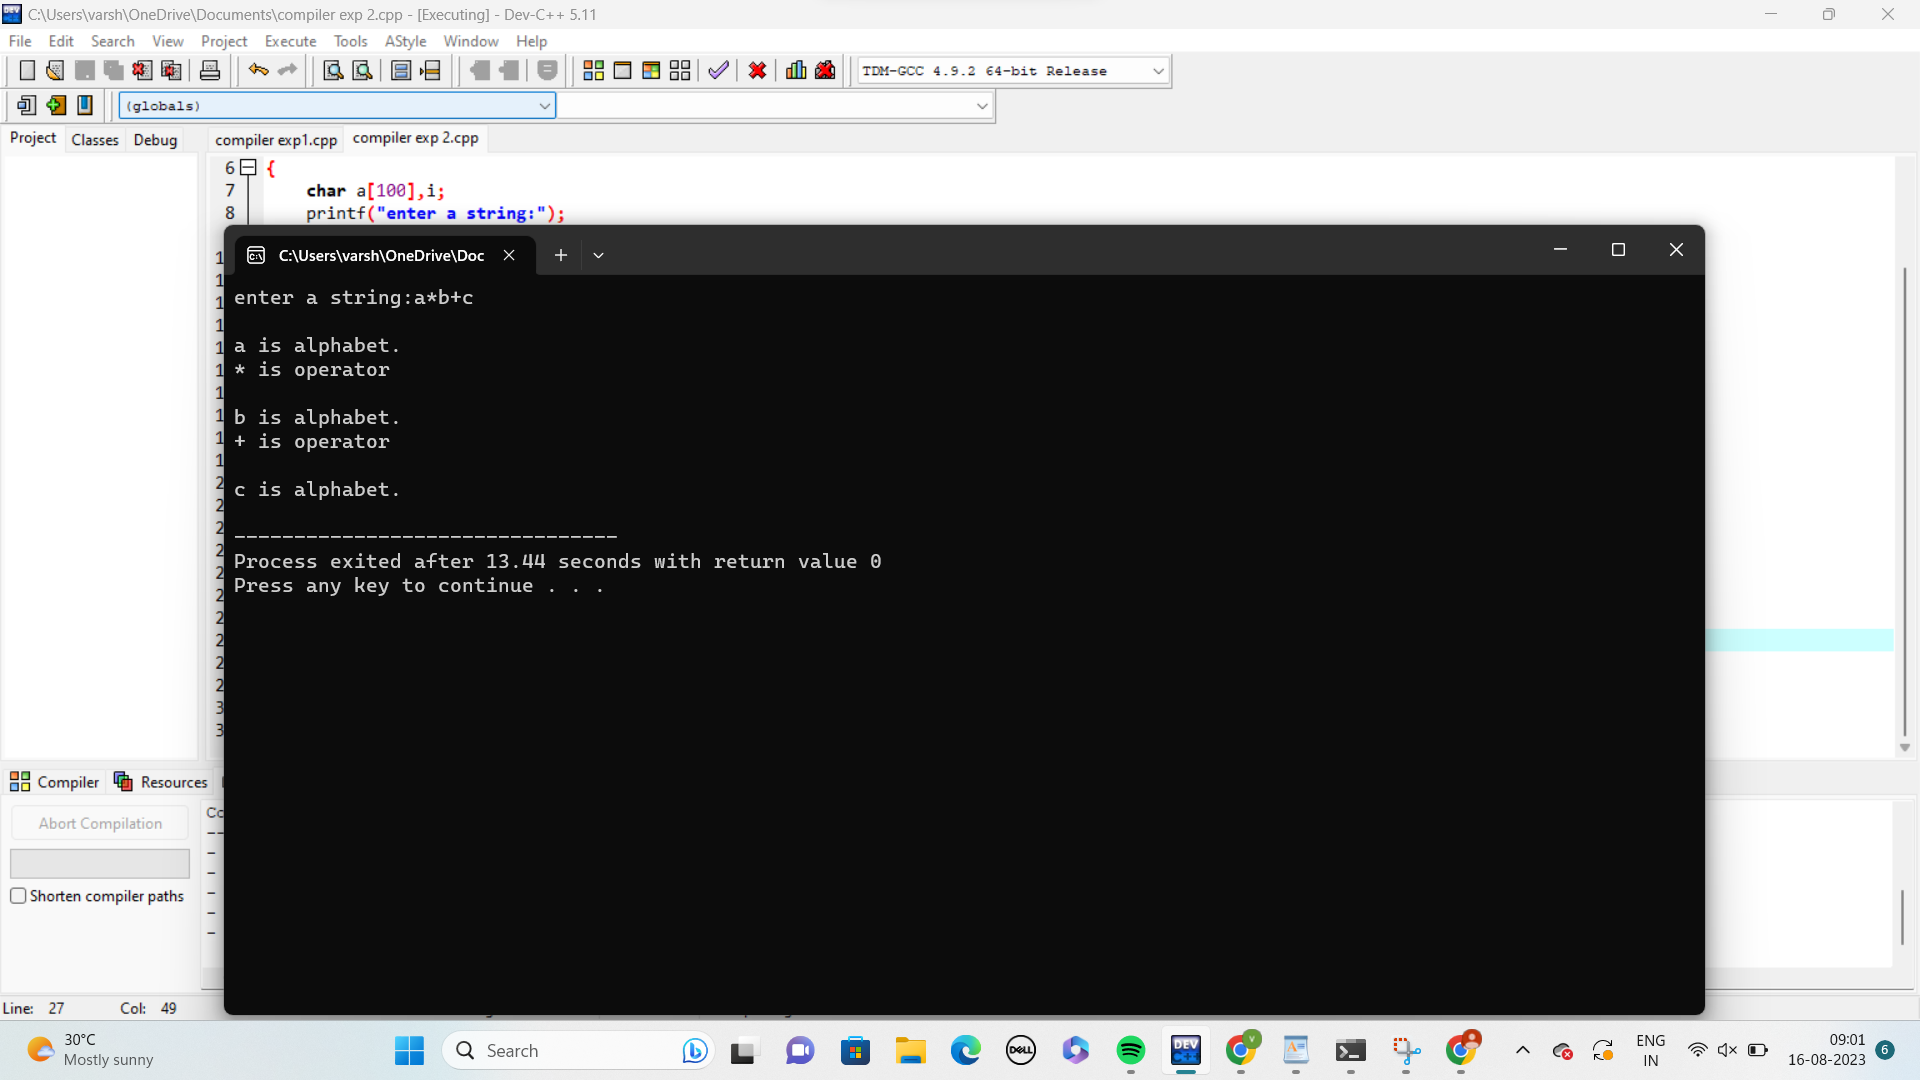 C:\Users\varsh\OneDrive\Documents\compiler exp 2.cpp - [Executing] - Dev-C++ 5.11
File Edit Search View Project Execute Tools AStyle Window Help
TDM-GCC 4.9.2 64-bit Release
(globals)
Project Classes Debug compiler exp1.cpp compiler exp 2.cpp
6 {
7 char a[100],i;
8 printf("enter a string:");
C:\Users\varsh\OneDrive\Doc
enter a string:a*b+c
a is alphabet.
* is operator
b is alphabet.
+ is operator
c is alphabet.
--------------------------------
Process exited after 13.44 seconds with return value 0
Press any key to continue . . .
Compiler Resources
Abort Compilation
Shorten compiler paths
Line: 27 Col: 49
30°C
Mostly sunny
Search
DELL
DEV
V
ENG
IN
09:01
16-08-2023
6